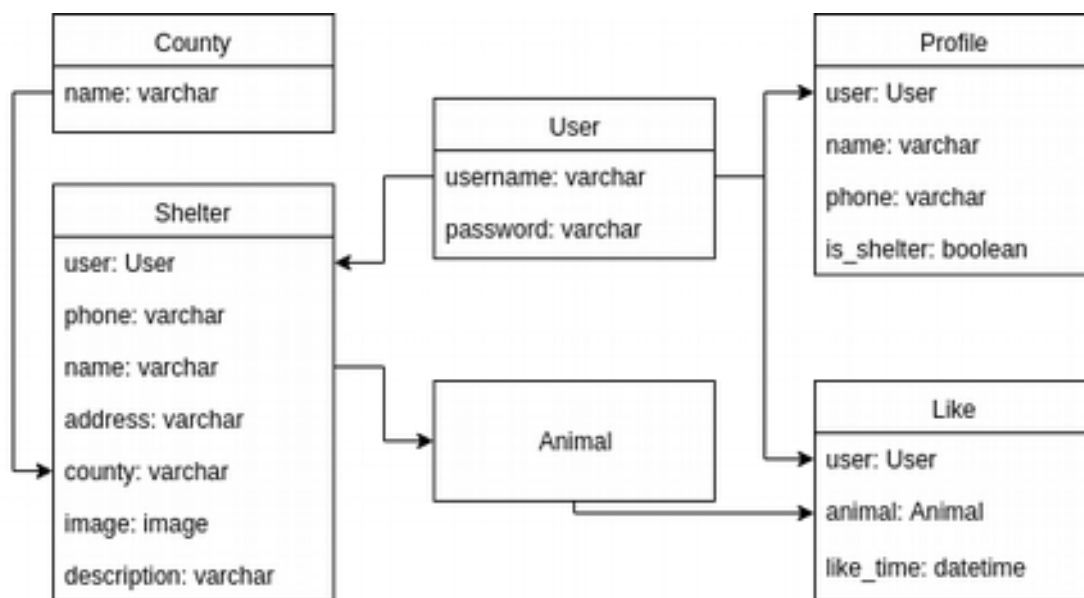 County
name: varchar
Shelter
user: User
phone: varchar
name: varchar
address: varchar
county: varchar
image: image
description: varchar
User
username: varchar
password: varchar
Animal
Profile
user: User
name: varchar
phone: varchar
is_shelter: boolean
Like
user: User
animal: Animal
like_time: datetime